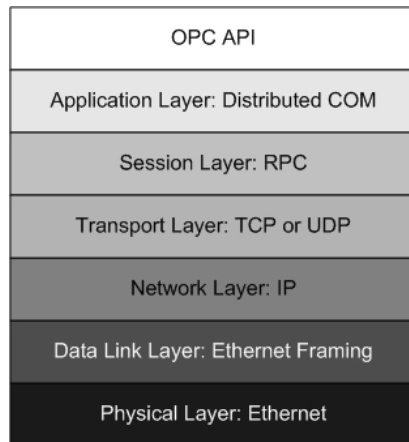 OPC API
Application Layer: Distributed COM
Session Layer: RPC
Transport Layer: TCP or UDP
Network Layer: IP
Data Link Layer: Ethernet Framing
Physical Layer: Ethernet